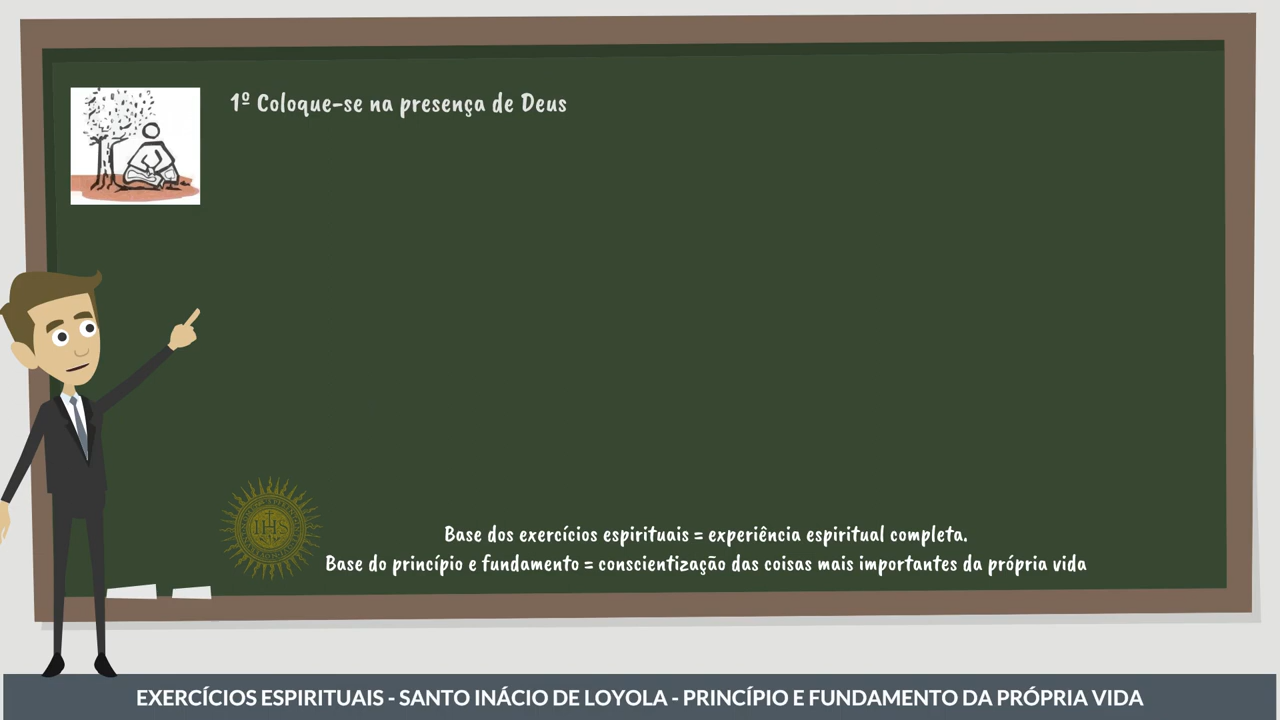 1º Coloque-se na presença de Deus
IHS
Base dos exercícios espirituais = experiência espiritual completa.
Base do princípio e fundamento = conscientização das coisas mais importantes da própria vida
EXERCÍCIOS ESPIRITUAIS - SANTO INÁCIO DE LOYOLA - PRINCÍPIO E FUNDAMENTO DA PRÓPRIA VIDA